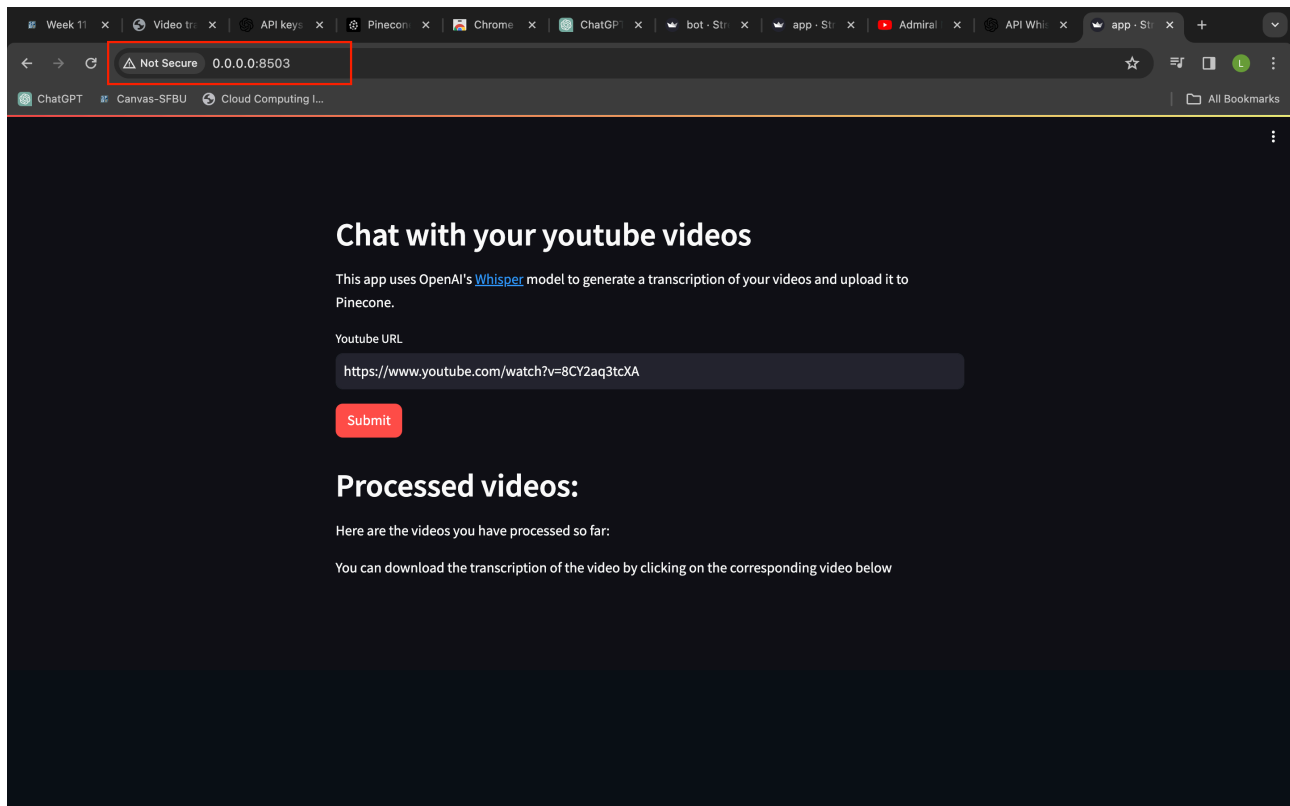 Week 11
Video tra
API keys
Pinecon
Chrome
ChatGPT
bot · Str
app · Str
Admiral
API Whis
app · Str
Not Secure
0.0.0.0:8503
L
ChatGPT
Canvas-SFBU
Cloud Computing I...
All Bookmarks
Chat with your youtube videos
This app uses OpenAI's Whisper model to generate a transcription of your videos and upload it to
Pinecone.
Youtube URL
https://www.youtube.com/watch?v=8CY2aq3tcXA
Submit
Processed videos:
Here are the videos you have processed so far:
You can download the transcription of the video by clicking on the corresponding video below